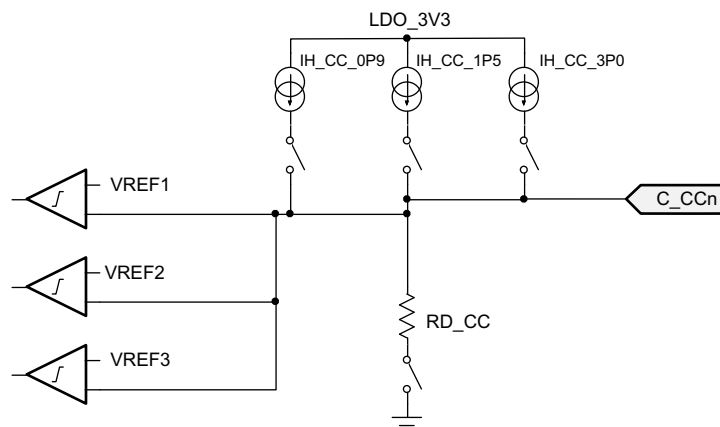 LDO_3V3
IH_CC_0P9
IH_CC_1P5
IH_CC_3P0
VREF1
C_CCn
VREF2
RD_CC
VREF3